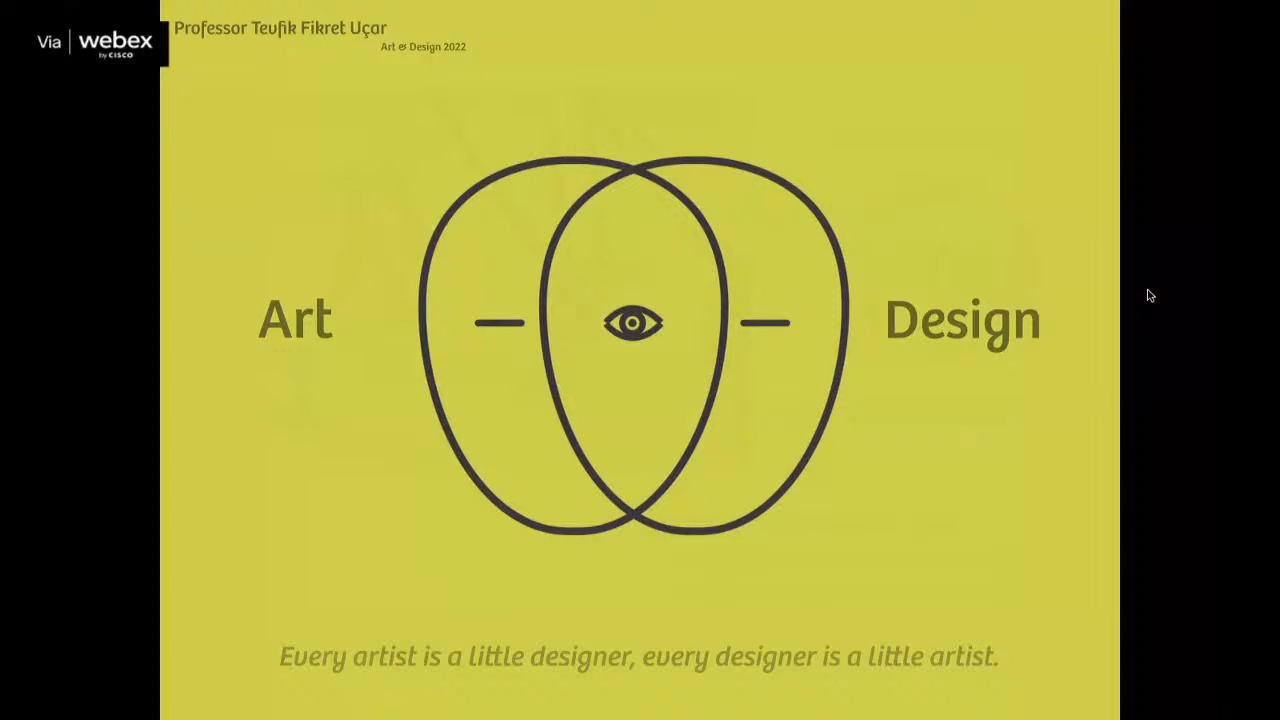 Via webex
by CISCO
Professor Tevfik Fikret Uçar
Art & Design 2022
Art
Design
Every artist is a little designer, every designer is a little artist.